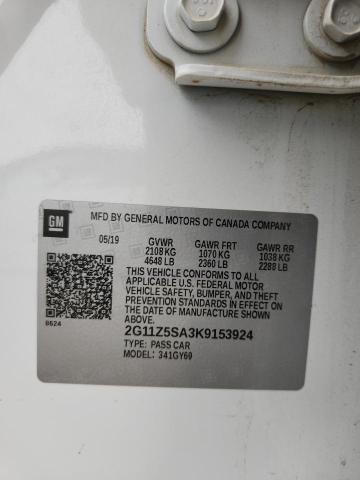 GM
MFD BY GENERAL MOTORS OF CANADA COMPANY
05/19 GVWR GAWR FRT GAWR RR
2108 KG 1070 KG 1038 KG
4648 LB 2360 LB 2288 LB
THIS VEHICLE CONFORMS TO ALL
APPLICABLE U.S. FEDERAL MOTOR
VEHICLE SAFETY, BUMPER, AND THEFT
PREVENTION STANDARDS IN EFFECT ON
THE DATE OF MANUFACTURE SHOWN
ABOVE.
6624
2G11Z5SA3K9153924
TYPE: PASS CAR
MODEL: 341GY69